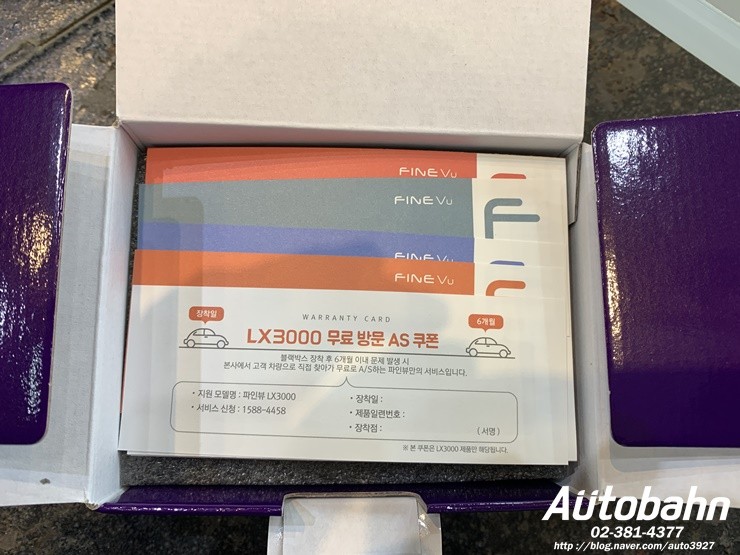 FINEVU
FINEVU
FINEVU
FINEVU
WARRANTY CARD
장착일
LX3000 무료 방문 AS 쿠폰
6개월
블랙박스 장착 후 6개월 이내 문제 발생 시
본사에서 고객 차량으로 직접 찾아가 무료로 A/S하는 파인뷰만의 서비스입니다.
· 지원 모델명 : 파인뷰 LX3000
· 서비스 신청 : 1588-4458
· 장착일 :
· 제품일련번호 :
· 장착점 :
(서명)
※ 본 쿠폰은 LX3000 제품만 해당됩니다.
Autobahn
02-381-4377
http://blog.naver.com/auto3927